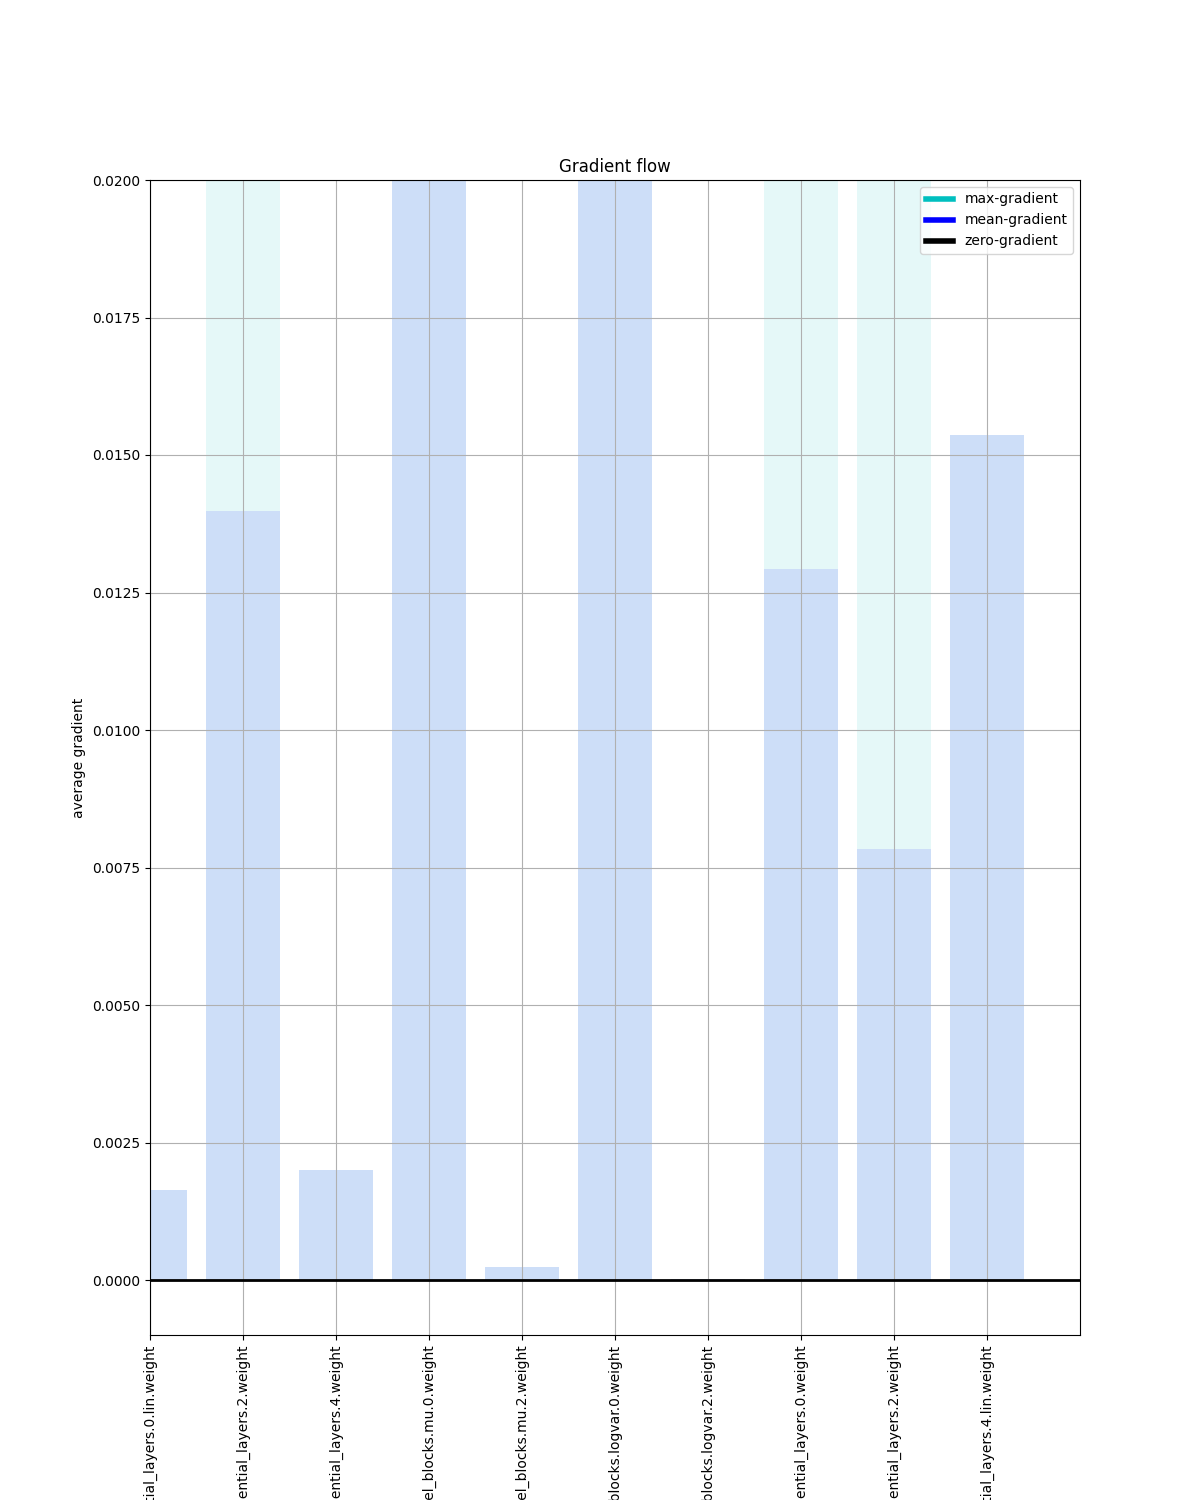 Gradient flow
max-gradient
mean-gradient
zero-gradient
0.0200
0.0175
0.0150
0.0125
0.0100
0.0075
0.0050
0.0025
0.0000
average gradient
tial_layers.0.lin.weight
ential_layers.2.weight
ential_layers.4.weight
el_blocks.mu.0.weight
el_blocks.mu.2.weight
blocks.logvar.0.weight
blocks.logvar.2.weight
ential_layers.0.weight
ential_layers.2.weight
tial_layers.4.lin.weight